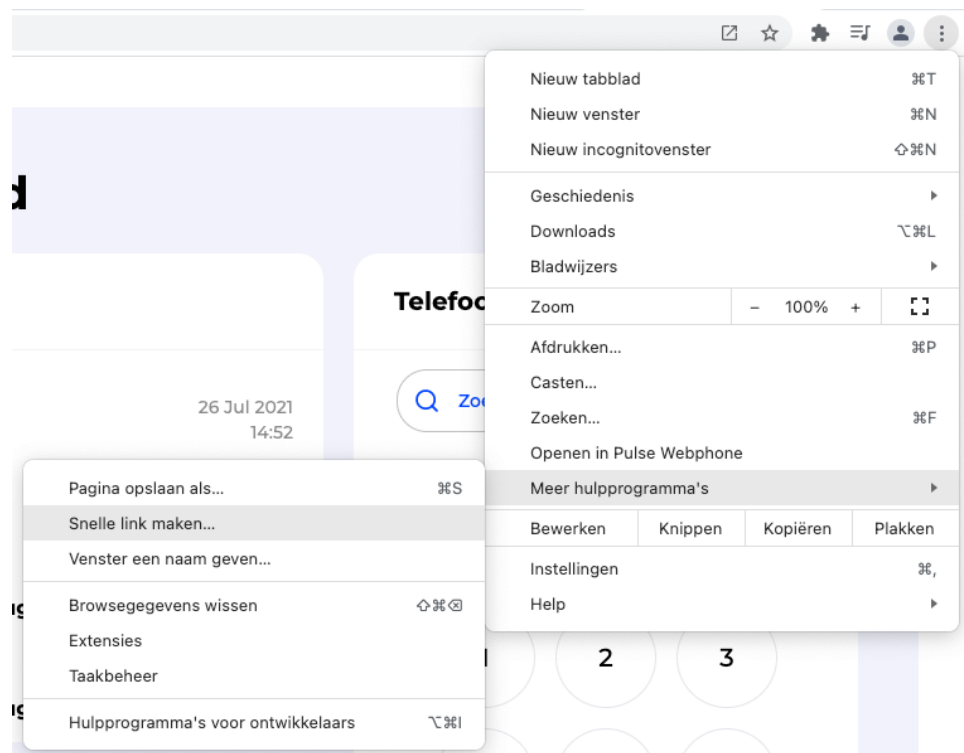 Nieuw tabblad ⌘T
Nieuw venster ⌘N
Nieuw incognitovenster ⇧⌘N
Geschiedenis
Downloads ⌥⌘L
Bladwijzers
Zoom – 100% +
Afdrukken... ⌘P
Casten...
Zoeken... ⌘F
Openen in Pulse Webphone
Meer hulpprogramma's
Bewerken Knippen Kopiëren Plakken
Instellingen ⌘,
Help
d
Telefoo
Zoe
26 Jul 2021
14:52
Pagina opslaan als... ⌘S
Snelle link maken...
Venster een naam geven...
Browsegegevens wissen ⇧⌘⌫
Extensies
Taakbeheer
Hulpprogramma's voor ontwikkelaars ⌥⌘I
1 2 3